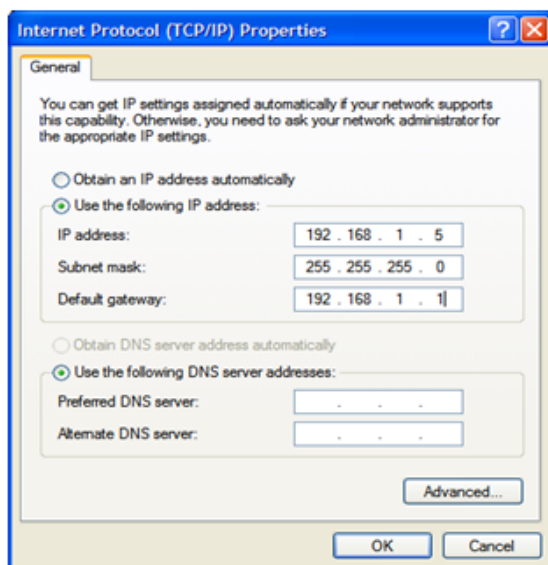 Internet Protocol (TCP/IP) Properties
General
You can get IP settings assigned automatically if your network supports
this capability. Otherwise, you need to ask your network administrator for
the appropriate IP settings.
Obtain an IP address automatically
Use the following IP address:
IP address: 192 . 168 . 1 . 5
Subnet mask: 255 . 255 . 255 . 0
Default gateway: 192 . 168 . 1 . 1
Obtain DNS server address automatically
Use the following DNS server addresses:
Preferred DNS server: . . .
Alternate DNS server: . . .
Advanced...
OK Cancel